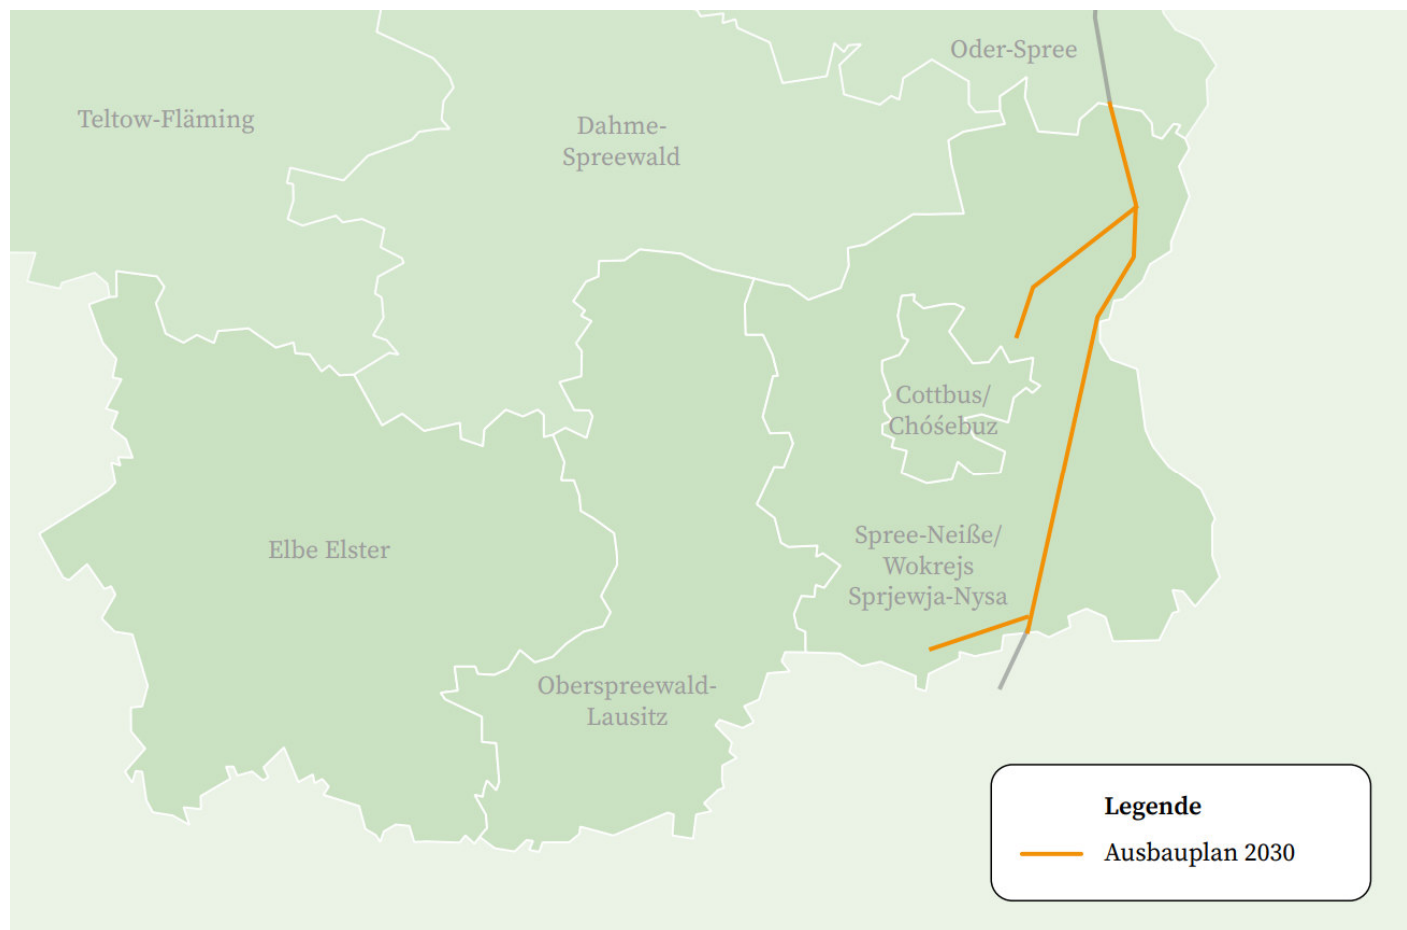 Oder-Spree
Teltow-Fläming
Dahme-
Spreewald
Cottbus/
Chóśebuz
Spree-Neiße/
Wokrejs
Sprjewja-Nysa
Elbe Elster
Oberspreewald-
Lausitz
Legende
Ausbauplan 2030